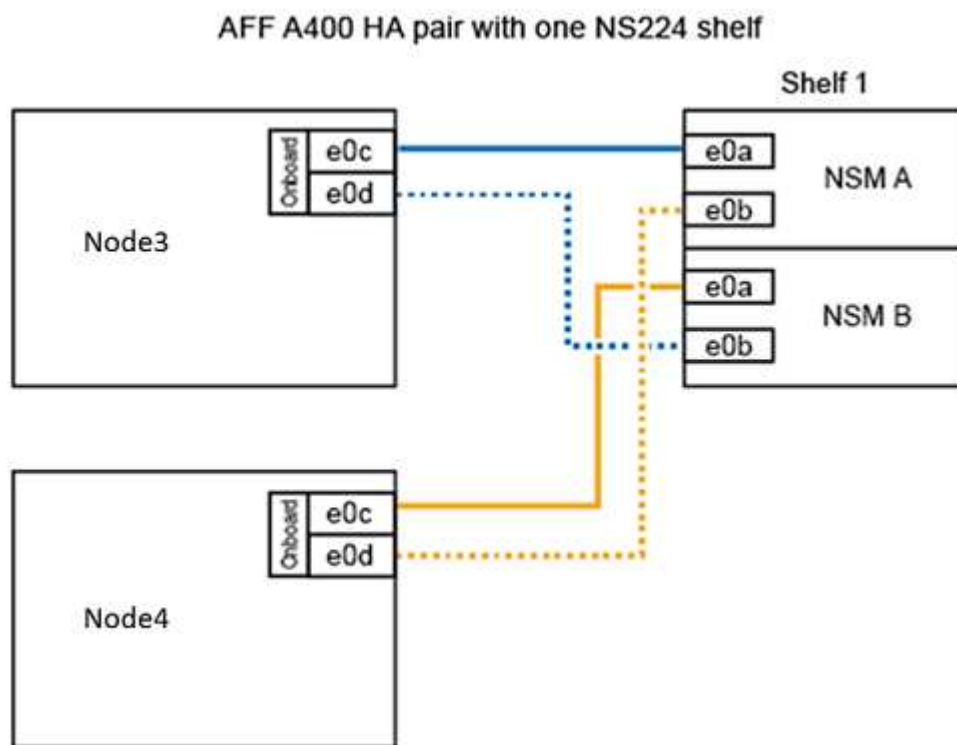 AFF A400 HA pair with one NS224 shelf
Shelf 1
Onboard
e0c
e0d
Node3
e0a
NSM A
e0b
e0a
NSM B
e0b
Onboard
e0c
e0d
Node4